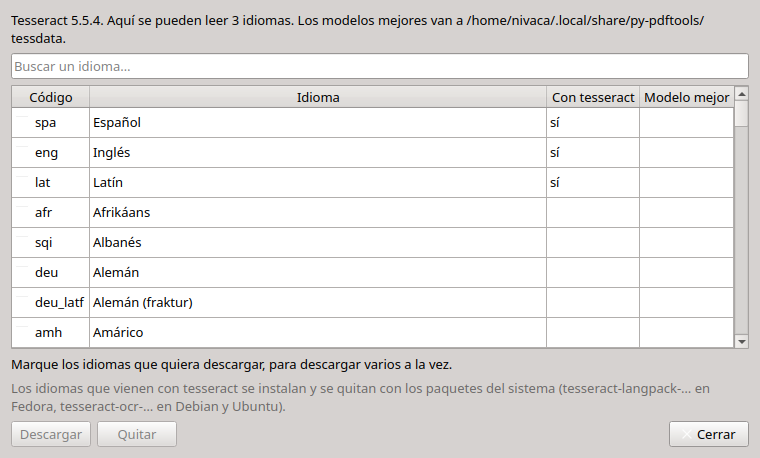 Tesseract 5.5.4. Aquí se pueden leer 3 idiomas. Los modelos mejores van a /home/nivaca/.local/share/py-pdftools/
tessdata.
Buscar un idioma...
Código Idioma Con tesseract Modelo mejor
spa Español sí
eng Inglés sí
lat Latín sí
afr Afrikáans
sqi Albanés
deu Alemán
deu_latf Alemán (fraktur)
amh Amárico
Marque los idiomas que quiera descargar, para descargar varios a la vez.
Los idiomas que vienen con tesseract se instalan y se quitan con los paquetes del sistema (tesseract-langpack-... en
Fedora, tesseract-ocr-... en Debian y Ubuntu).
Descargar Quitar Cerrar